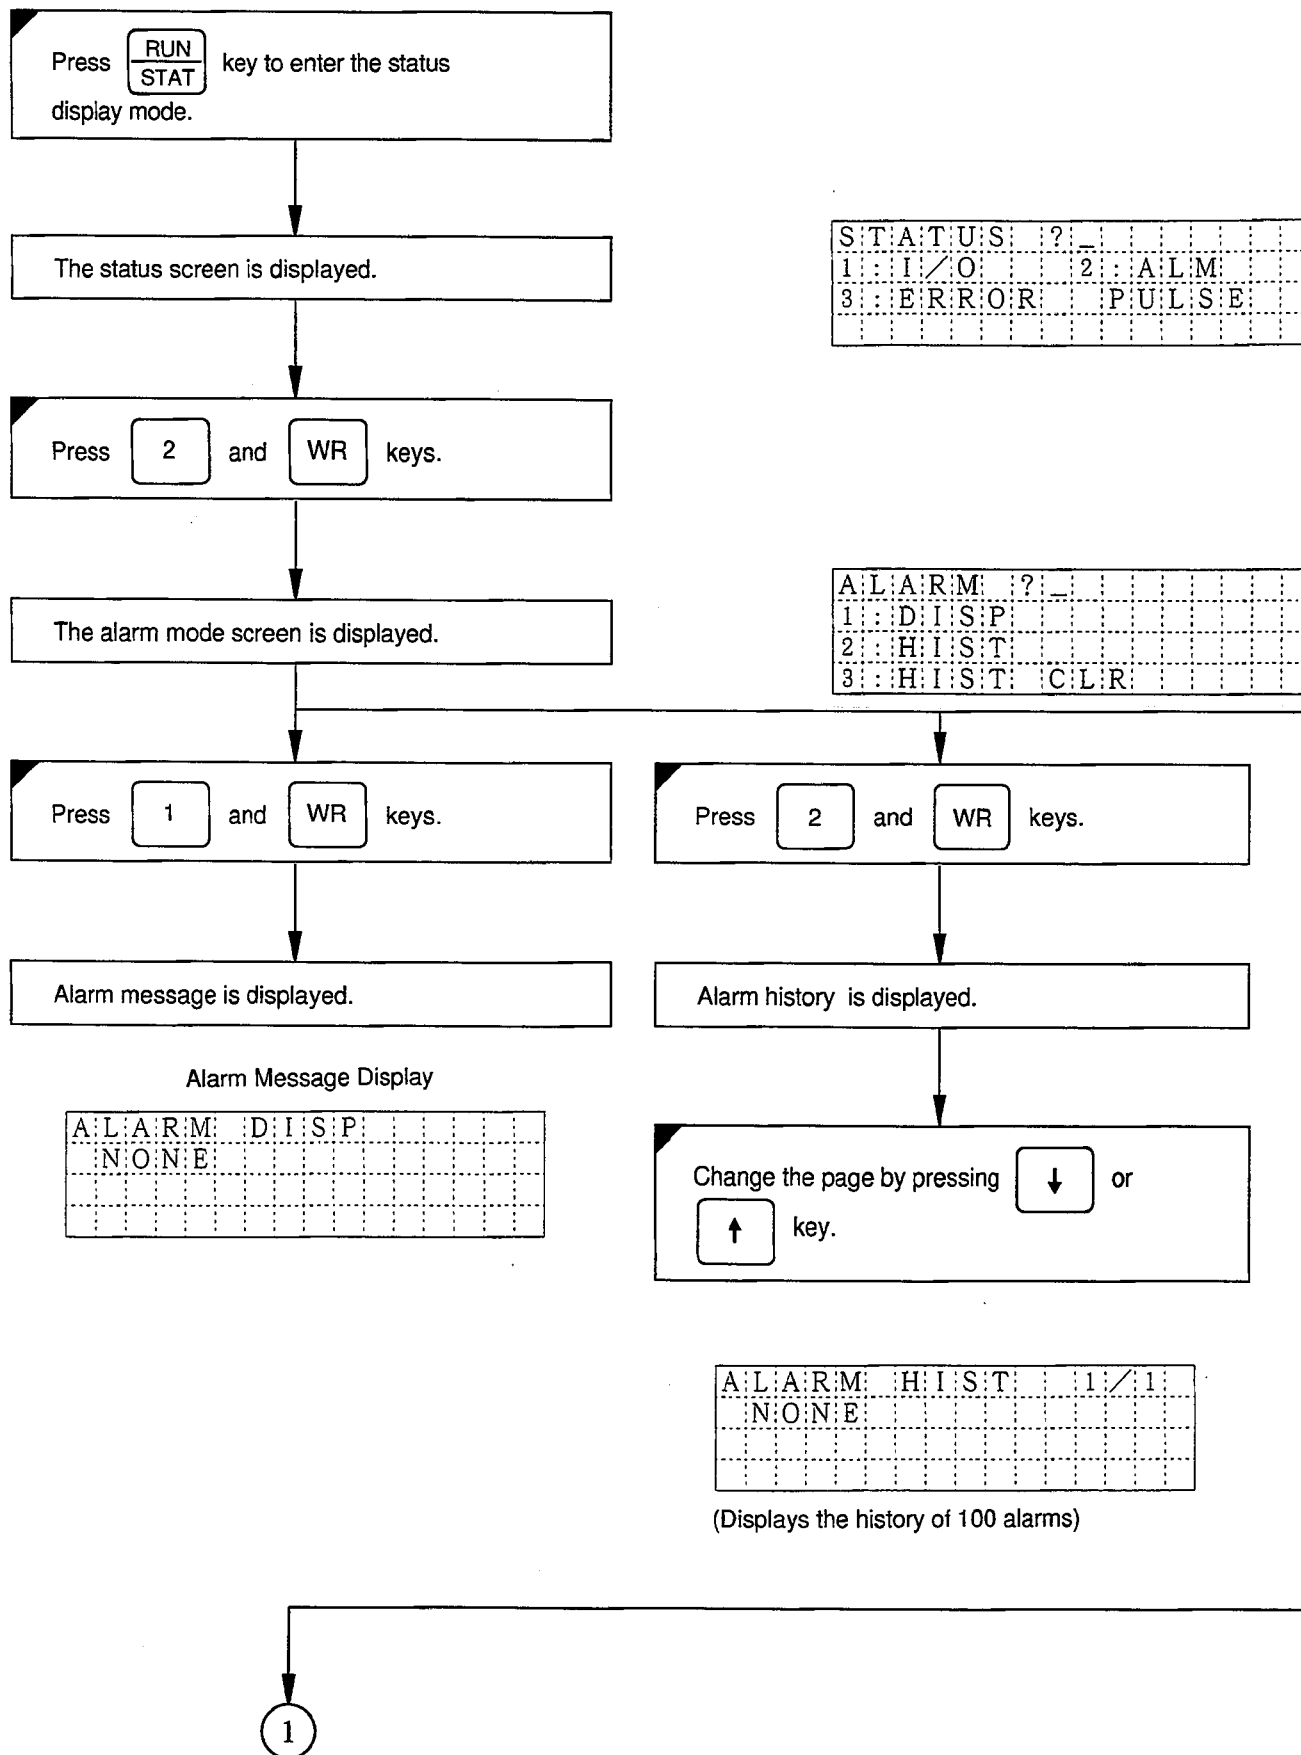 Press RUN STAT key to enter the status
display mode.
The status screen is displayed.
STATUS ?_
1:I/O 2:ALM
3:ERROR PULSE
Press 2 and WR keys.
The alarm mode screen is displayed.
ALARM ?_
1:DISP
2:HIST
3:HIST CLR
Press 1 and WR keys.
Press 2 and WR keys.
Alarm message is displayed.
Alarm history is displayed.
Alarm Message Display
ALARM DISP
NONE
Change the page by pressing ↓ or
↑ key.
ALARM HIST 1/1
NONE
(Displays the history of 100 alarms)
1